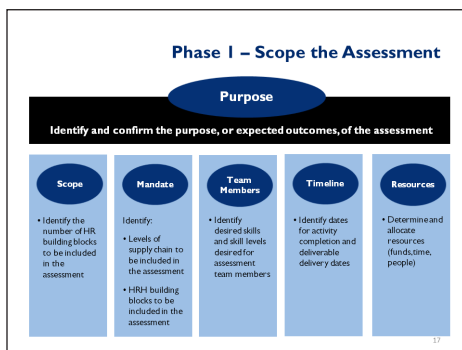 Phase 1 – Scope the Assessment
Purpose
Identify and confirm the purpose, or expected outcomes, of the assessment
Scope
• Identify the
number of HR
building blocks
to be included
in the
assessment
Mandate
Identify:
• Levels of
supply chain to
be included in
the assessment
• HRH building
blocks to be
included in the
assessment
Team
Members
• Identify
desired skills
and skill levels
desired for
assessment
team members
Timeline
• Identify dates
for activity
completion and
deliverable
delivery dates
Resources
• Determine and
allocate
resources
(funds, time,
people)
17